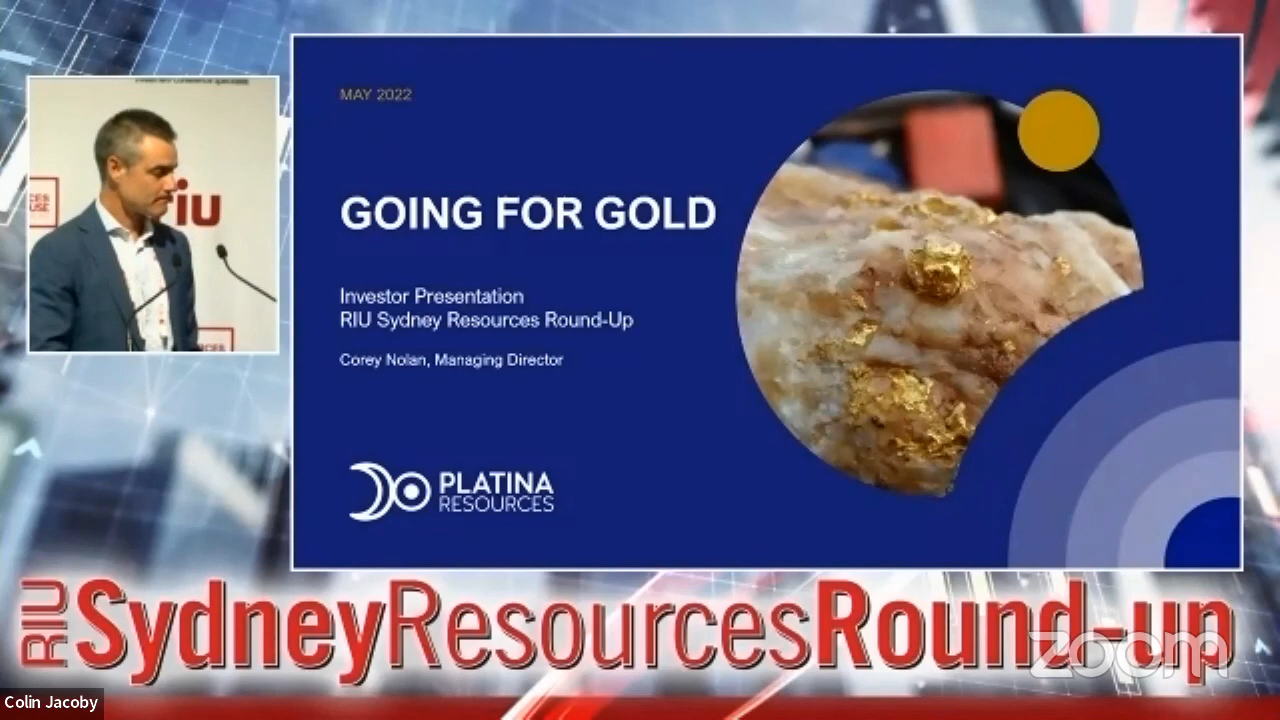 MAY 2022
GOING FOR GOLD
Investor Presentation
RIU Sydney Resources Round-Up
Corey Nolan, Managing Director
PLATINA
RESOURCES
riu
RIU SydneyResourcesRound-up
zoom
Colin Jacoby